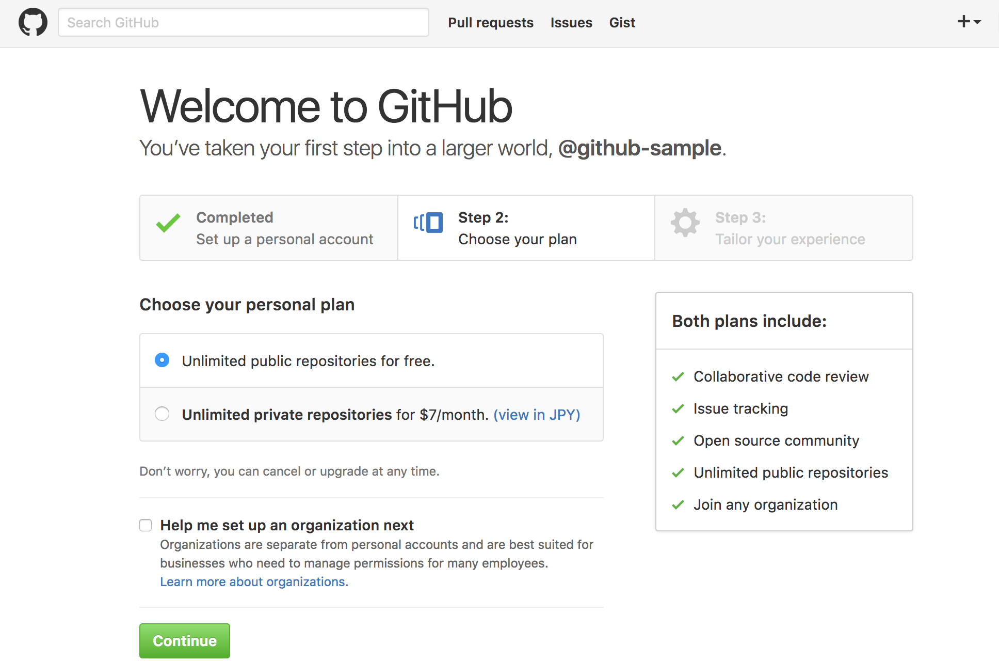 Search GitHub
Pull requests Issues Gist
Welcome to GitHub
You’ve taken your first step into a larger world, @github-sample.
Completed
Set up a personal account
Step 2:
Choose your plan
Step 3:
Tailor your experience
Choose your personal plan
Unlimited public repositories for free.
Unlimited private repositories for $7/month. (view in JPY)
Don’t worry, you can cancel or upgrade at any time.
Help me set up an organization next
Organizations are separate from personal accounts and are best suited for
businesses who need to manage permissions for many employees.
Learn more about organizations.
Continue
Both plans include:
Collaborative code review
Issue tracking
Open source community
Unlimited public repositories
Join any organization